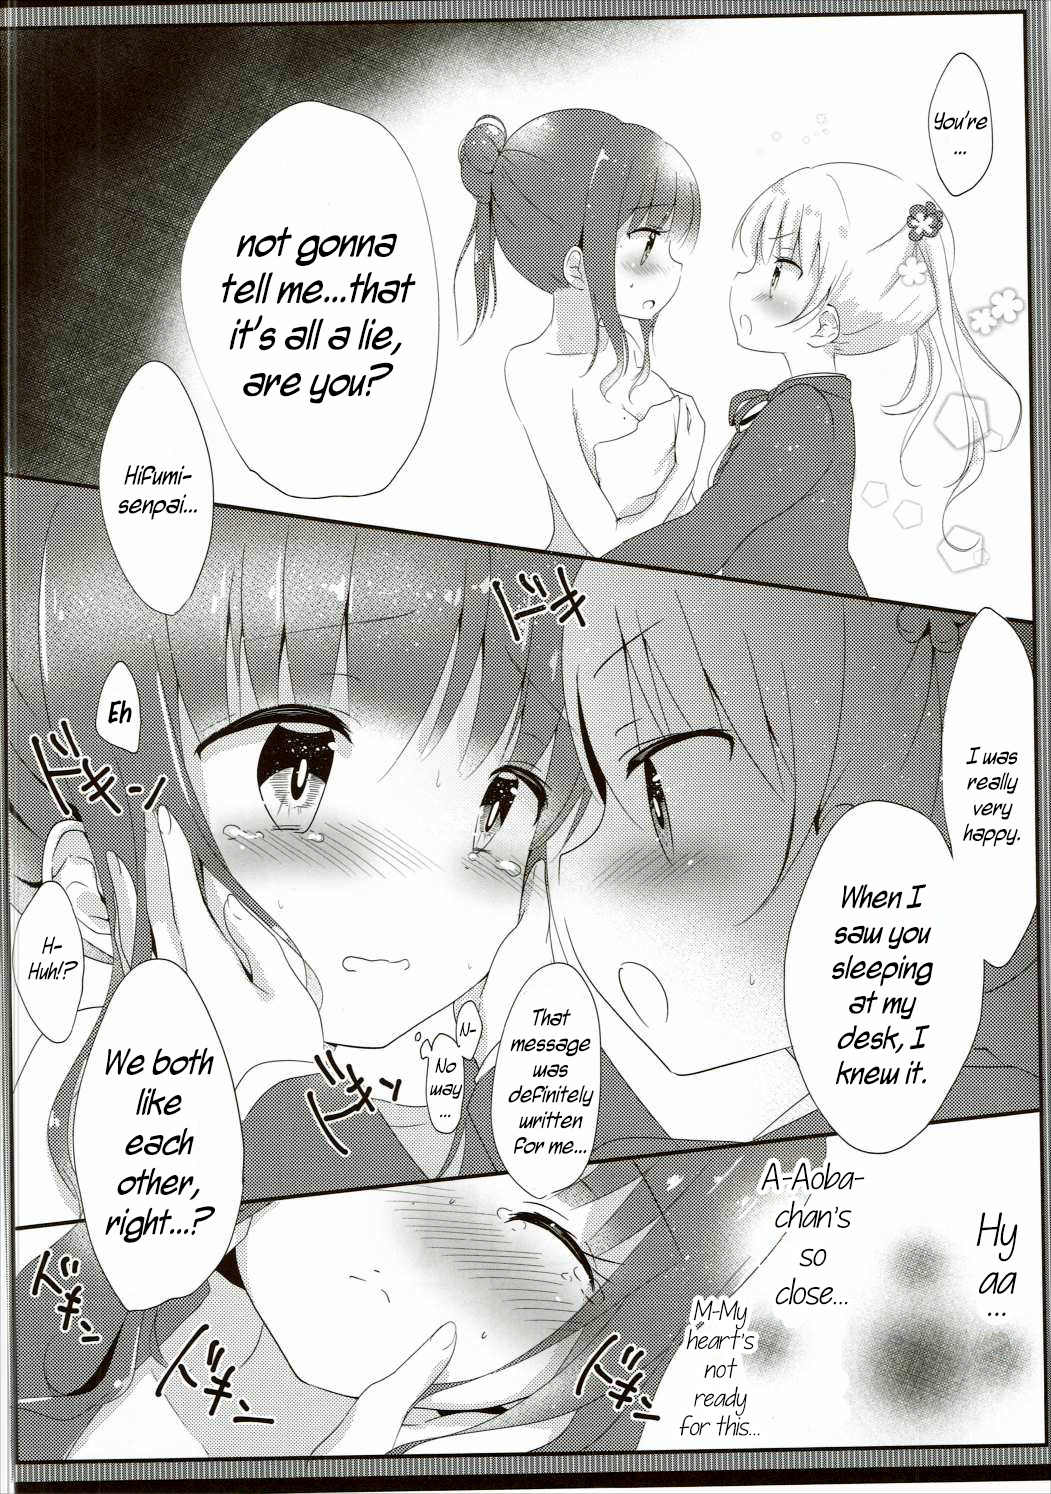 You're
...
not gonna
tell me...that
it's all a lie,
are you?
Hifumi-
senpai...
ドキン
I was
really
very
happy.
When I
saw you
sleeping
at my
desk, I
knew it.
Eh
ドキン
That
message
was
definitely
written
for me...
N-
No
way
...
ドキン
H-
Huh!?
We both
like
each
other,
right...?
Hy
aa
...
A-Aoba-
chan's
so
close...
M-My
heart's
not
ready
for this...
ドキン
ドキン
ドキン